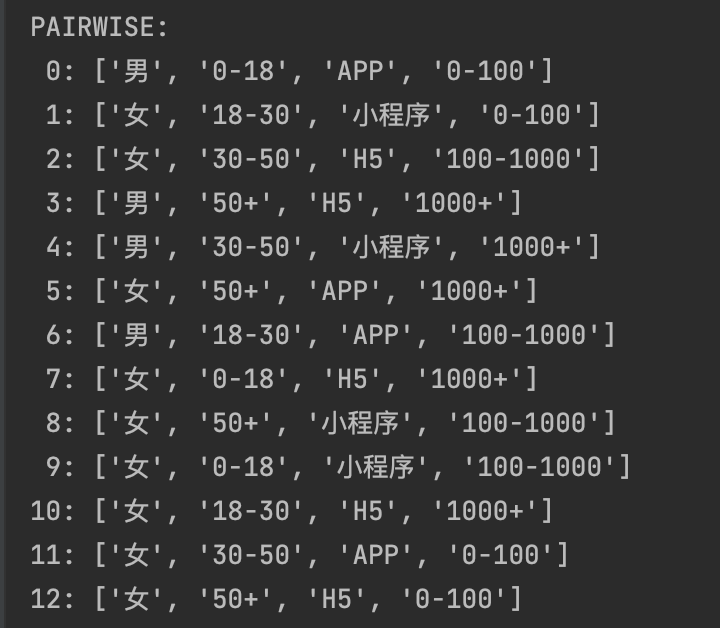 PAIRWISE:
0: ['男', '0-18', 'APP', '0-100']
1: ['女', '18-30', '小程序', '0-100']
2: ['女', '30-50', 'H5', '100-1000']
3: ['男', '50+', 'H5', '1000+']
4: ['男', '30-50', '小程序', '1000+']
5: ['女', '50+', 'APP', '1000+']
6: ['男', '18-30', 'APP', '100-1000']
7: ['女', '0-18', 'H5', '1000+']
8: ['女', '50+', '小程序', '100-1000']
9: ['女', '0-18', '小程序', '100-1000']
10: ['女', '18-30', 'H5', '1000+']
11: ['女', '30-50', 'APP', '0-100']
12: ['女', '50+', 'H5', '0-100']